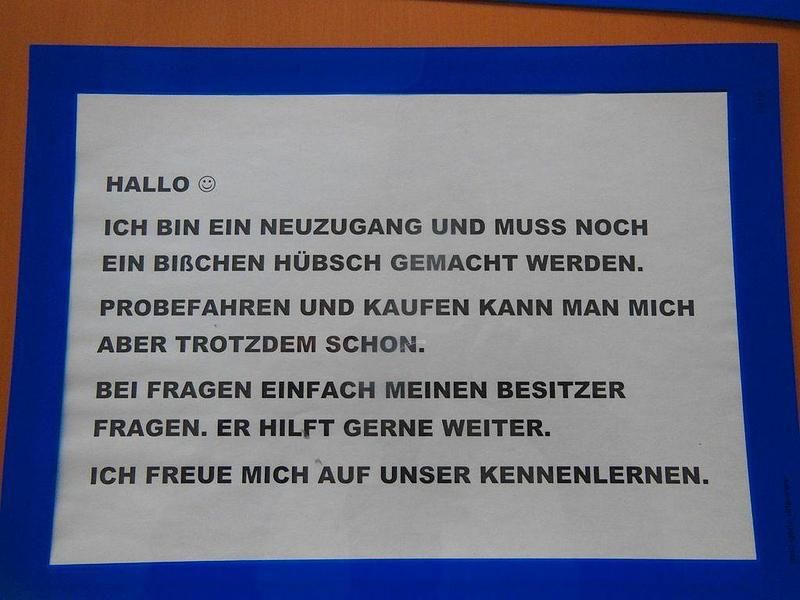 HALLO ☺
ICH BIN EIN NEUZUGANG UND MUSS NOCH
EIN BIßCHEN HÜBSCH GEMACHT WERDEN.
PROBEFAHREN UND KAUFEN KANN MAN MICH
ABER TROTZDEM SCHON.
BEI FRAGEN EINFACH MEINEN BESITZER
FRAGEN. ER HILFT GERNE WEITER.
ICH FREUE MICH AUF UNSER KENNENLERNEN.